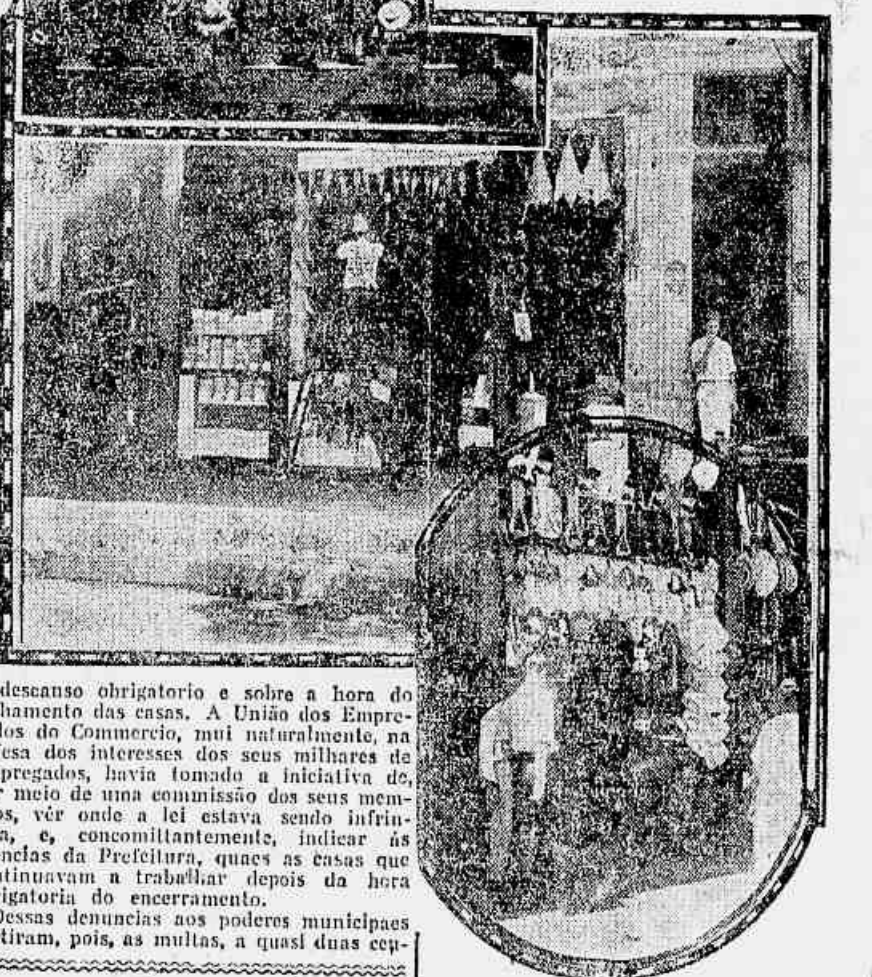 descanso obrigatorio e sobre a hora do
hamento das casas. A União dos Empre-
dos do Commercio, mui naturalmente, na
esa dos interesses dos seus milhares de
pregados, havia tomado a iniciativa de,
r meio de uma commissão dos seus mem-
os, vêr onde a lei estava sendo infrin-
a, e, concomittantemente, indicar ás
ncias da Prefeitura, quaes as casas que
ntinuavam a trabalhar depois da hora
igatoria do encerramento.
Dessas denuncias aos poderes municipaes
tiram, pois, as multas, a quasi duas cen-